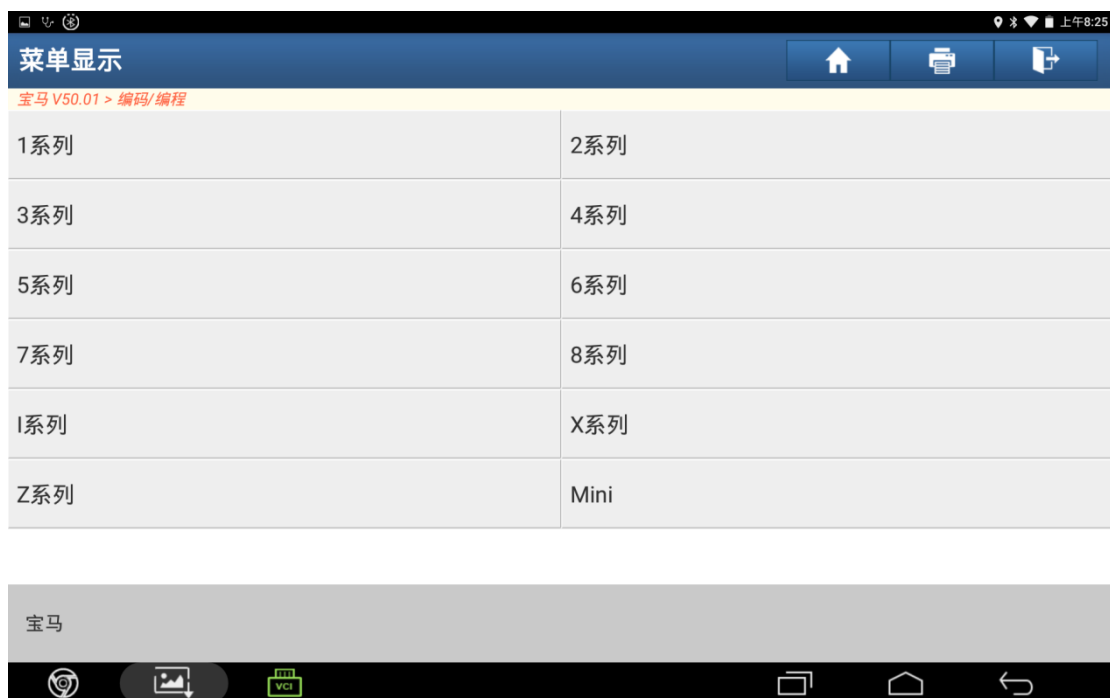 上午8:25
菜单显示
宝马 V50.01 > 编码/编程
1系列
2系列
3系列
4系列
5系列
6系列
7系列
8系列
I系列
X系列
Z系列
Mini
宝马
VCI